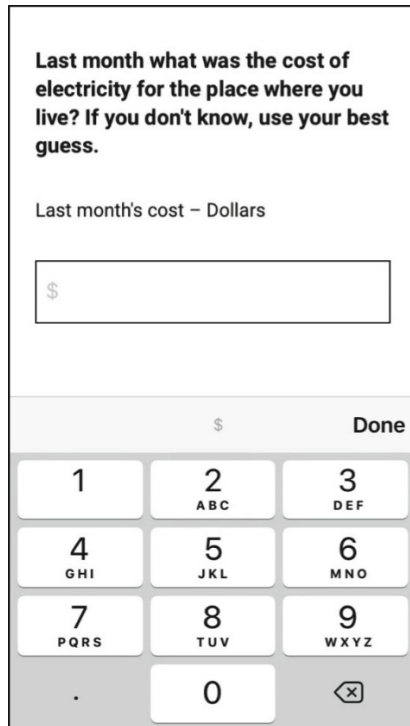 Last month what was the cost of
electricity for the place where you
live? If you don't know, use your best
guess.
Last month's cost – Dollars
$
$ Done
1 2 3
ABC DEF
4 5 6
GHI JKL MNO
7 8 9
PQRS TUV WXYZ
. 0